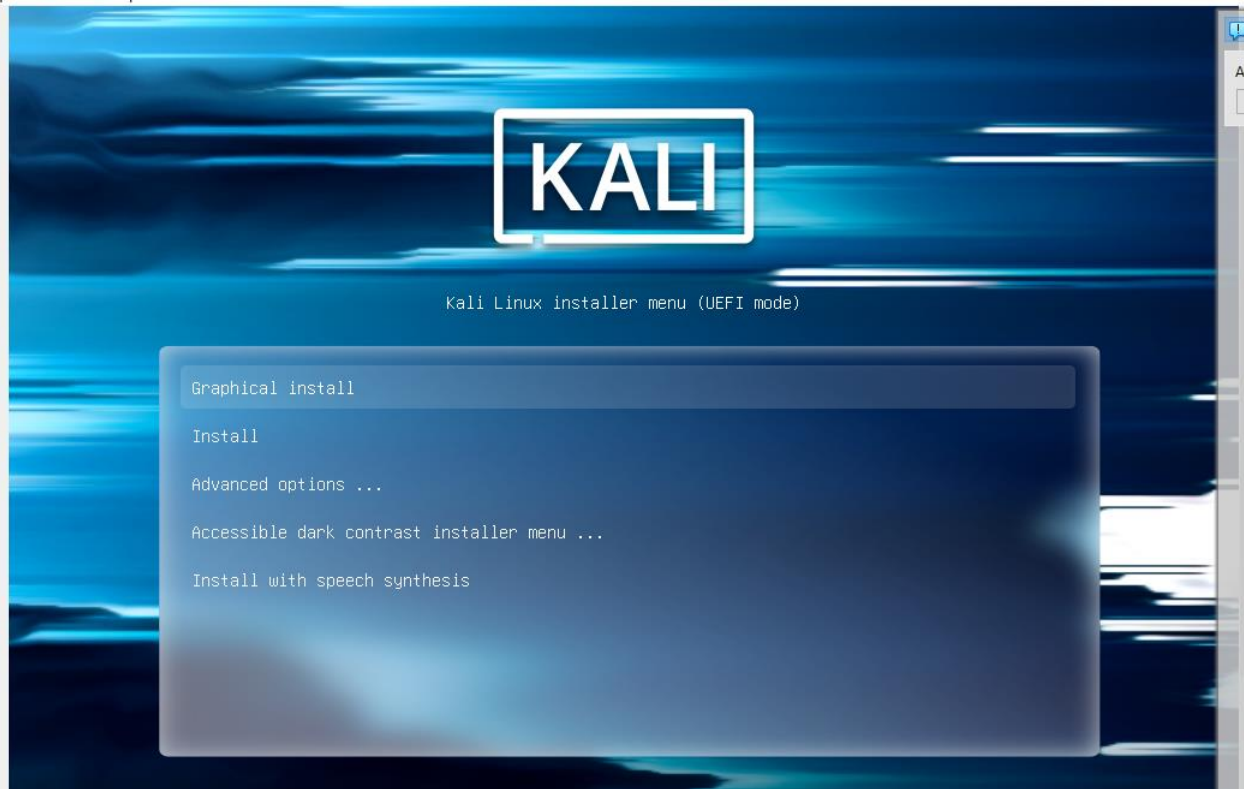 KALI
Kali Linux installer menu (UEFI mode)
Graphical install
Install
Advanced options ...
Accessible dark contrast installer menu ...
Install with speech synthesis